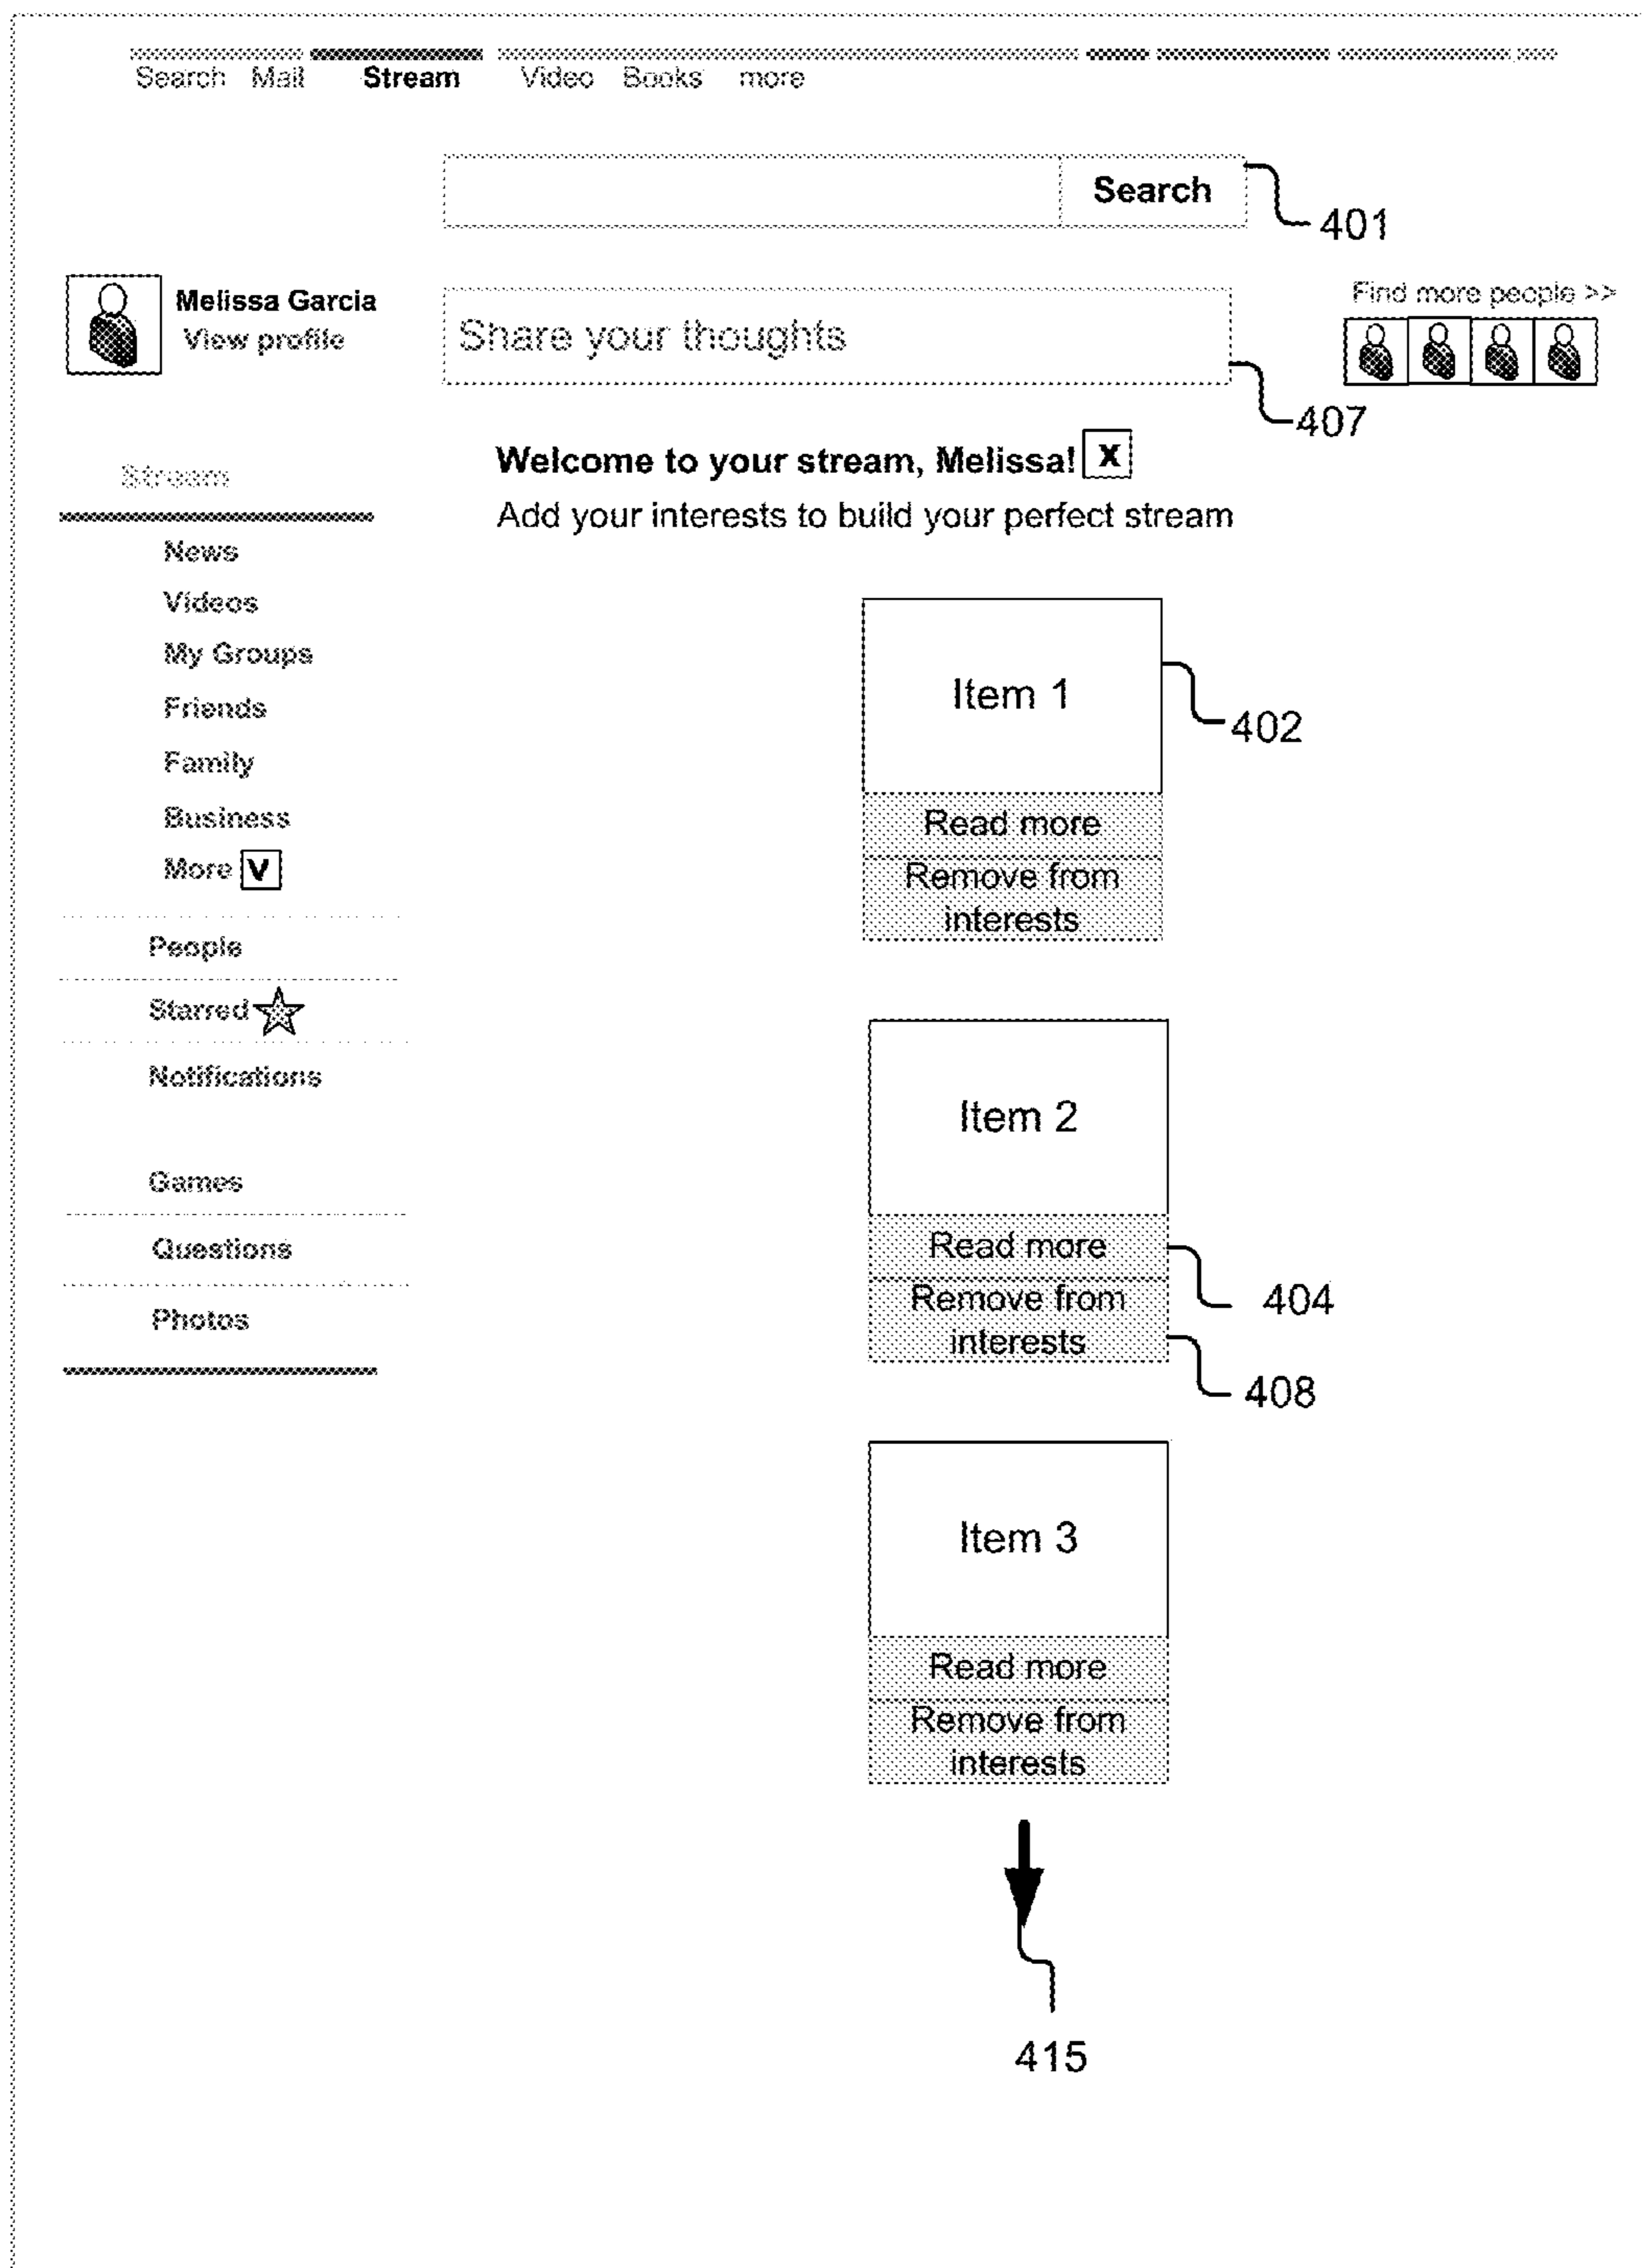 Search Mail Stream Video Books more
Search
401
Melissa Garcia
View profile
Share your thoughts
Find more people >>
407
Welcome to your stream, Melissa! X
Add your interests to build your perfect stream
Stream
News
Videos
My Groups
Friends
Family
Business
More V
People
Starred
Notifications
Games
Questions
Photos
Item 1
402
Read more
Remove from
interests
Item 2
Read more
404
Remove from
interests
408
Item 3
Read more
Remove from
interests
415